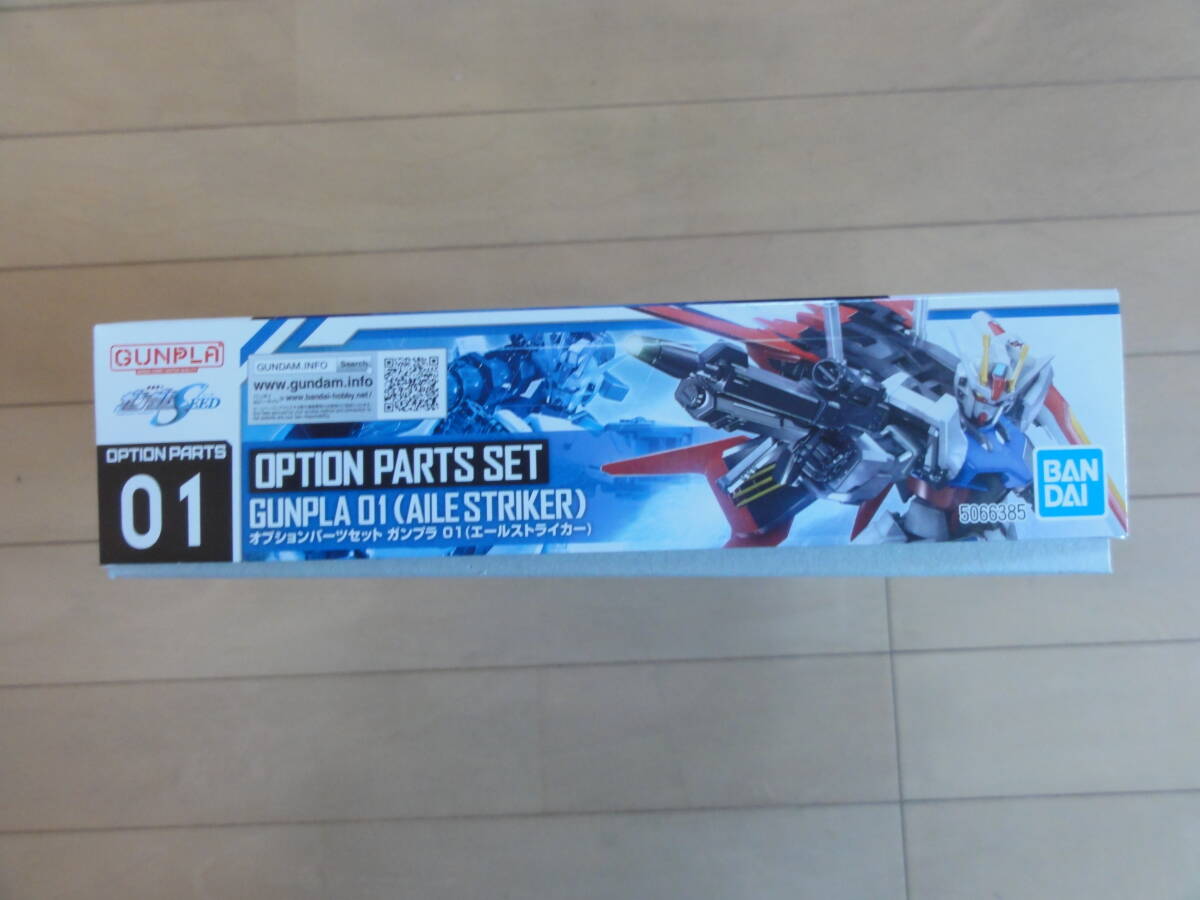 GUNPLA
SEED
OPTION PARTS
01
GUNDAM.INFO Search
www.gundam.info
www.bandai-hobby.net/
OPTION PARTS SET
GUNPLA 01(AILE STRIKER)
オプションパーツセット ガンプラ 01(エールストライカー)
5066385
BAN
DAI